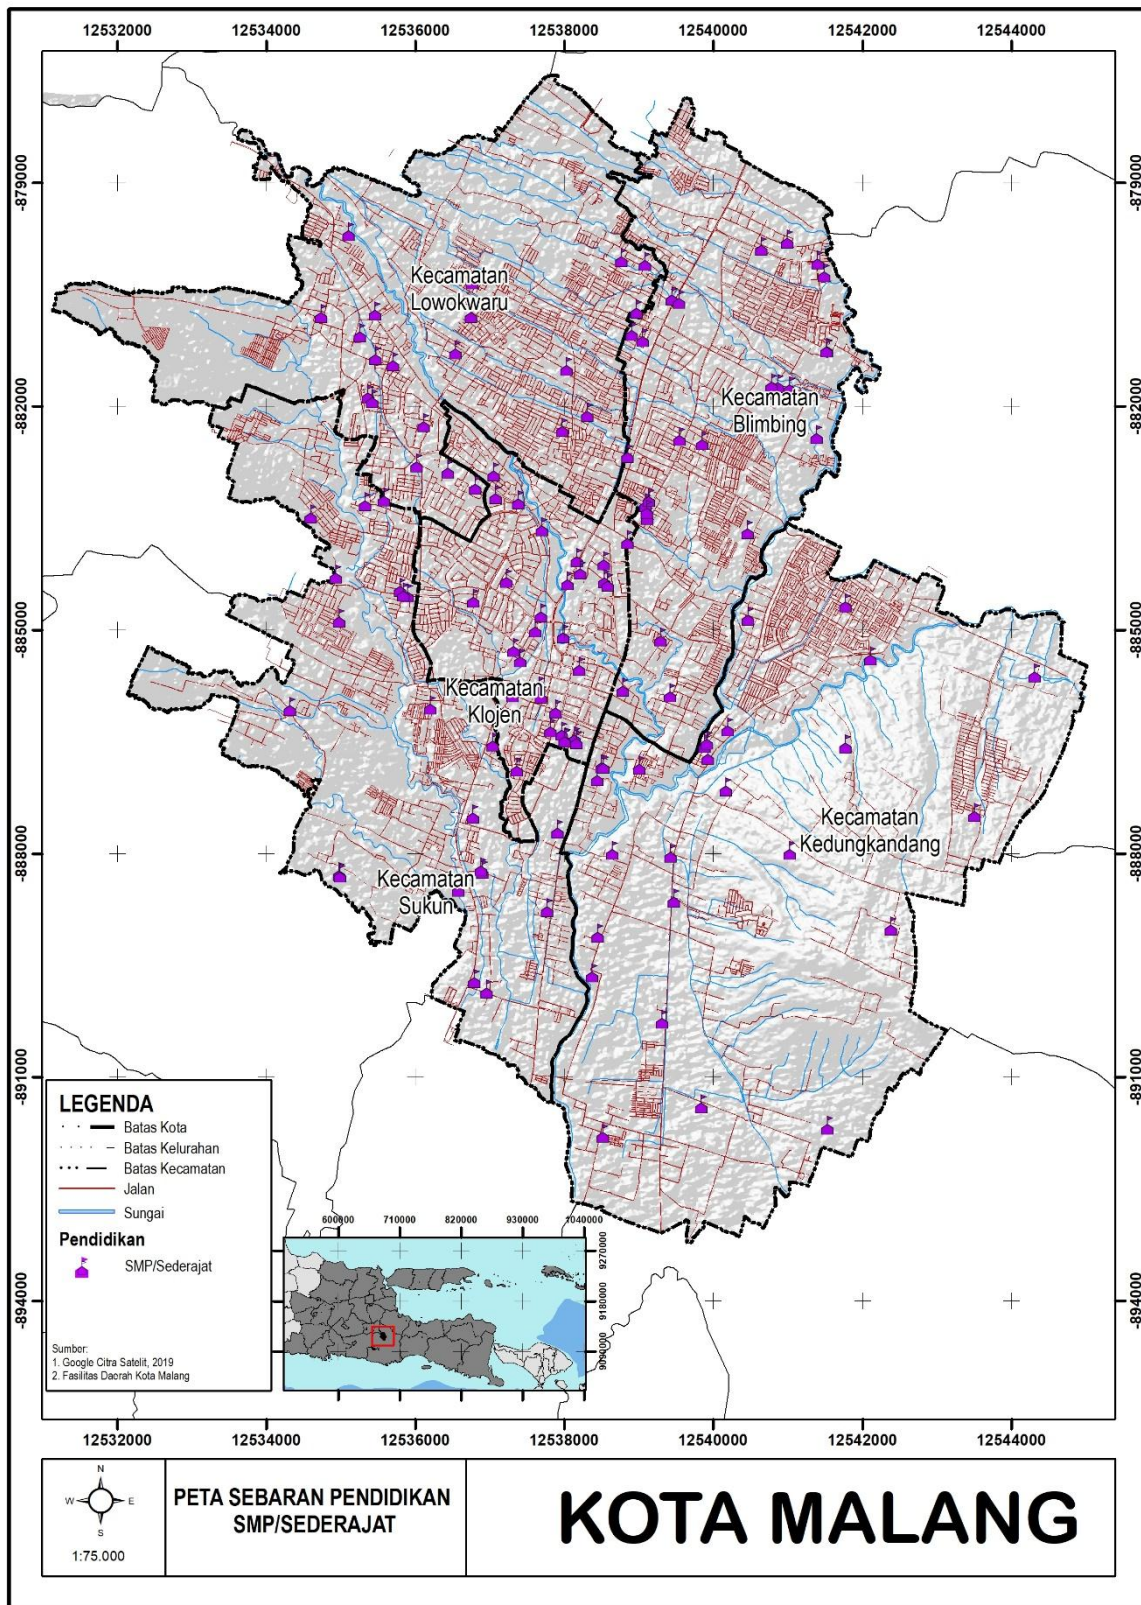 12532000 12534000 12536000 12538000 12540000 12542000 12544000
-879000 -879000
Kecamatan
Lowokwaru
-882000 -882000
Kecamatan
Blimbing
-885000 -885000
Kecamatan
Klojen
Kecamatan
Kedungkandang
-888000 -888000
Kecamatan
Sukun
-891000 -891000
LEGENDA
Batas Kota
Batas Kelurahan
Batas Kecamatan
Jalan
Sungai
Pendidikan
SMP/Sederajat
Sumber:
1. Google Citra Satelit, 2019
2. Fasilitas Daerah Kota Malang
600000 710000 820000 930000 1040000
9270000
9180000
9090000
-894000 -894000
12532000 12534000 12536000 12538000 12540000 12542000 12544000
N
W E
S
1:75.000
PETA SEBARAN PENDIDIKAN
SMP/SEDERAJAT
KOTA MALANG